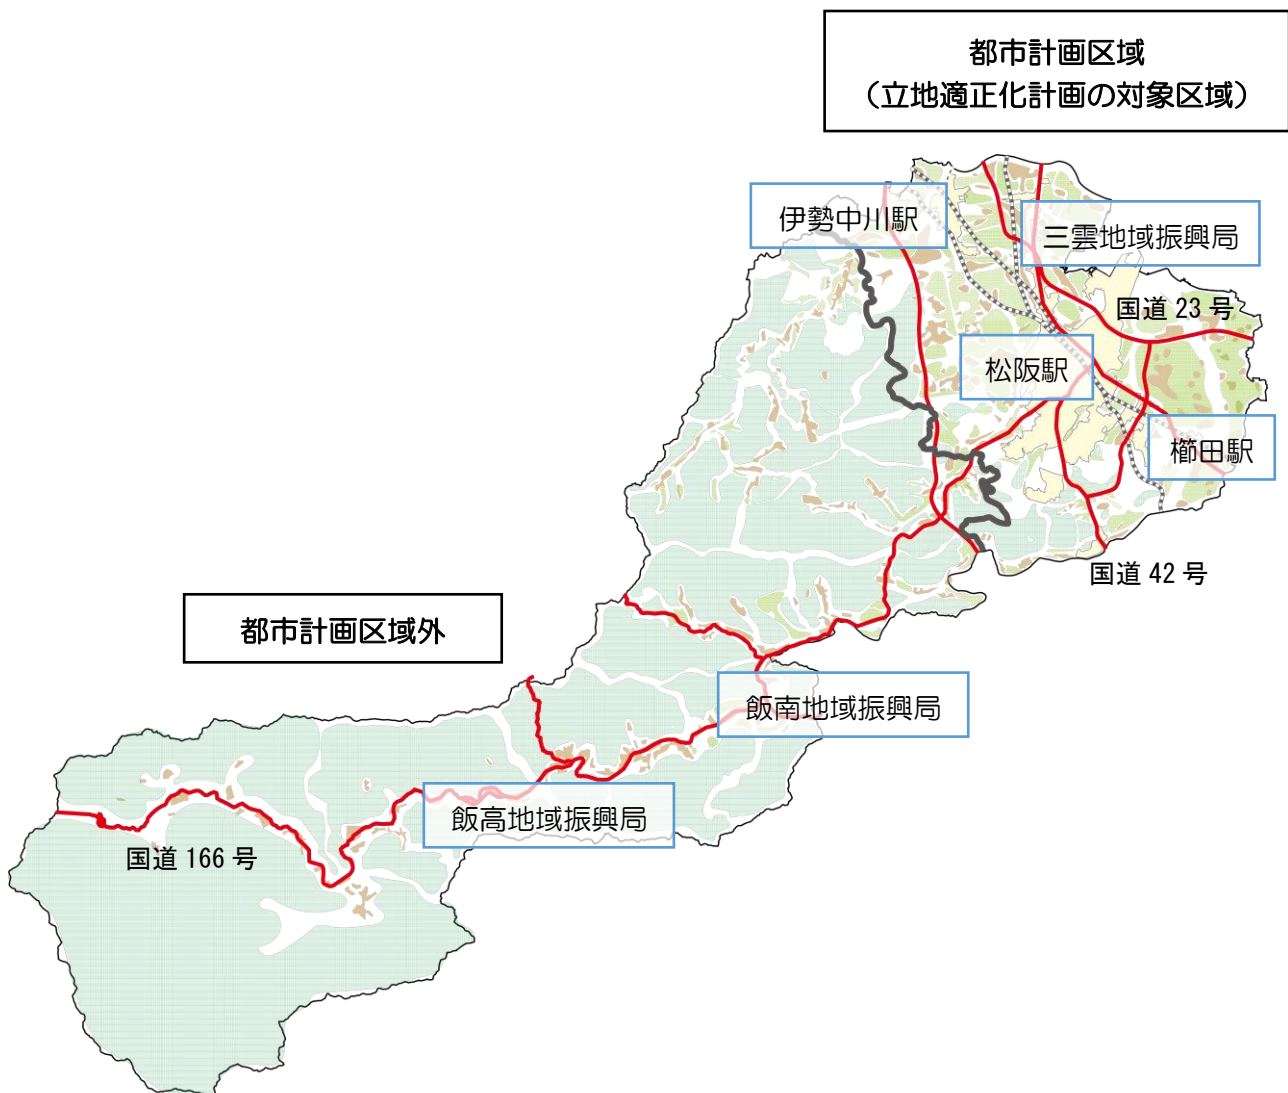 都市計画区域
（立地適正化計画の対象区域）
伊勢中川駅
三雲地域振興局
国道 23 号
松阪駅
櫛田駅
国道 42 号
都市計画区域外
飯南地域振興局
飯高地域振興局
国道 166 号